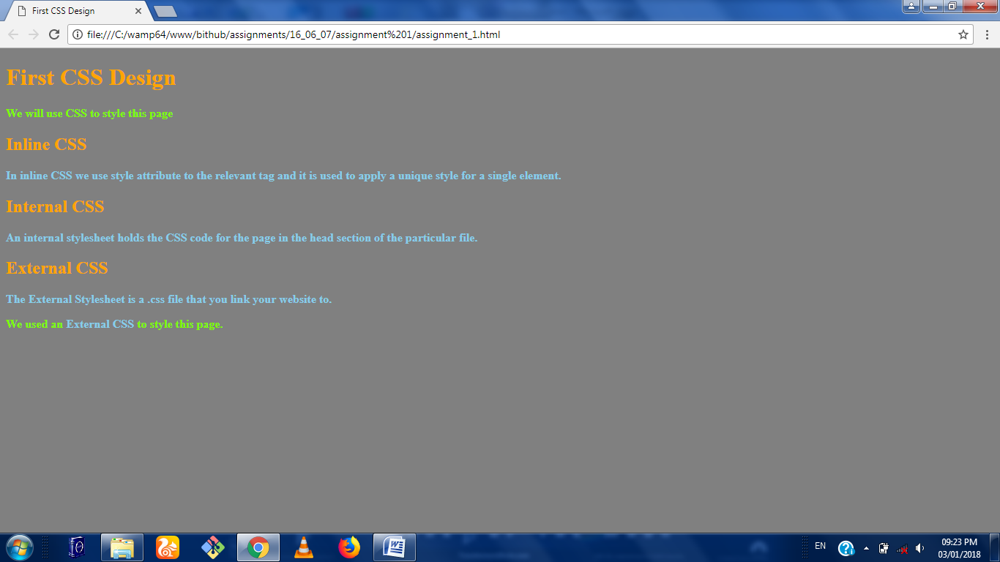 First CSS Design
file:///C:/wamp64/www/bithub/assignments/16_06_07/assignment%201/assignment_1.html
First CSS Design
We will use CSS to style this page
Inline CSS
In inline CSS we use style attribute to the relevant tag and it is used to apply a unique style for a single element.
Internal CSS
An internal stylesheet holds the CSS code for the page in the head section of the particular file.
External CSS
The External Stylesheet is a .css file that you link your website to.
We used an External CSS to style this page.
EN
09:23 PM
03/01/2018